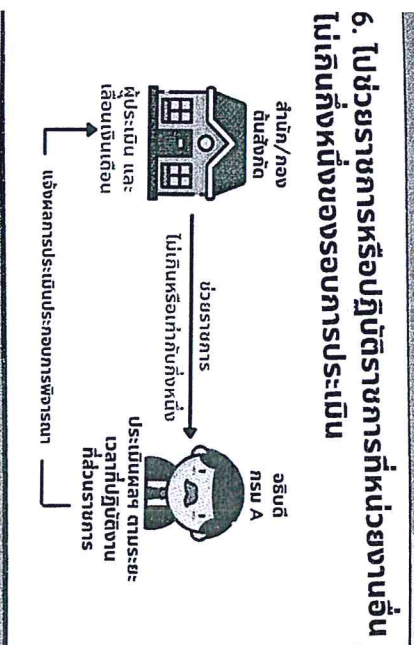 6. ไปช่วยราชการหรือปฏิบัติราชการที่หน่วยงานอื่น
ไม่เกินกึ่งหนึ่งของรอบการประเมิน
สำนัก/กอง
ต้นสังกัด
ผู้ประเมิน และ
เลื่อนเงินเดือน
ช่วยราชการ
ไม่เกินหรือเท่ากับกึ่งหนึ่ง
อธิบดี
กรม A
ประเมินผลฯ ตามระยะ
เวลาที่ปฏิบัติงาน
ที่ส่วนราชการ
แจ้งผลการประเมินประกอบการพิจารณา